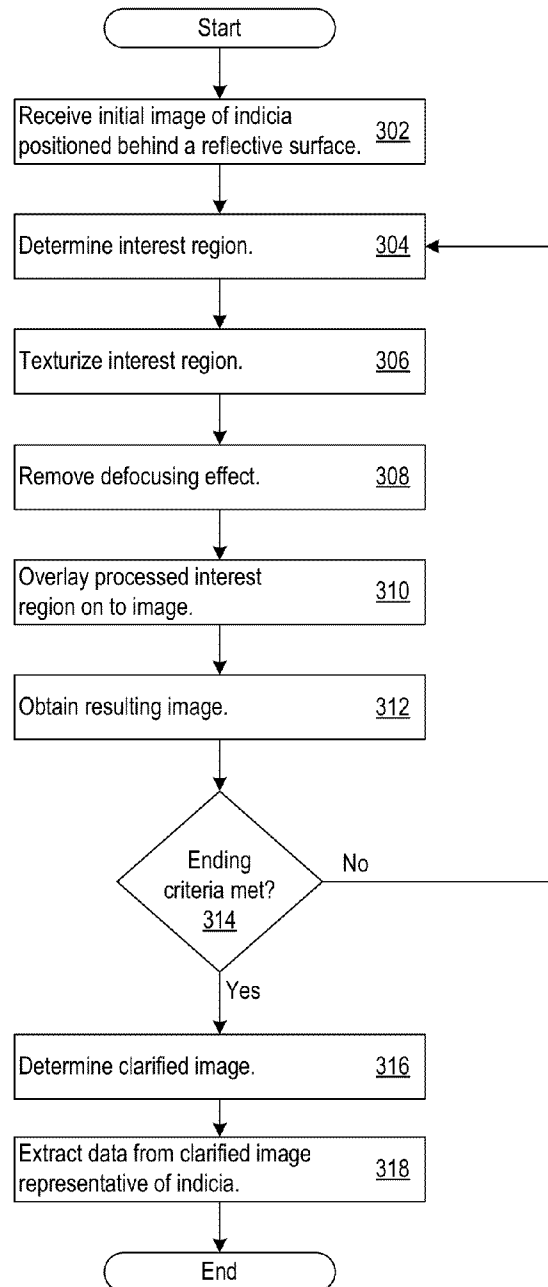 Start
Receive initial image of indicia
positioned behind a reflective surface.
302
Determine interest region.
304
Texturize interest region.
306
Remove defocusing effect.
308
Overlay processed interest
region on to image.
310
Obtain resulting image.
312
Ending
criteria met?
314
No
Yes
Determine clarified image.
316
Extract data from clarified image
representative of indicia.
318
End